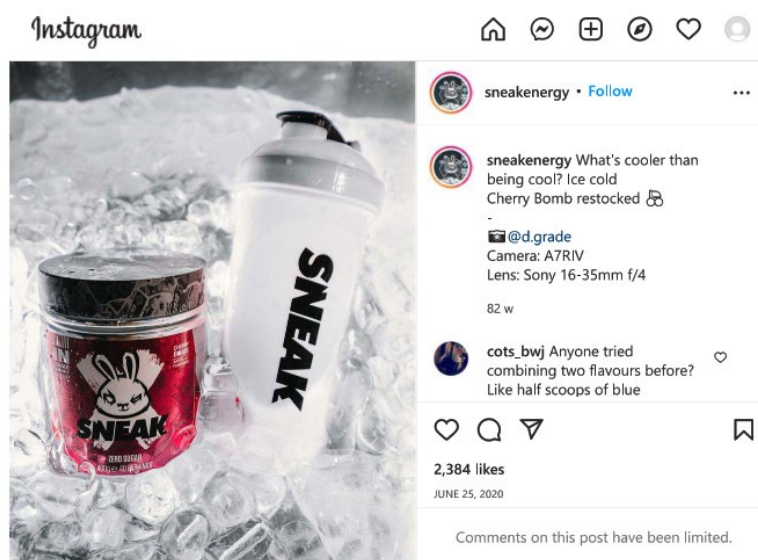 Instagram
sneakenergy • Follow
sneakenergy What's cooler than
being cool? Ice cold
Cherry Bomb restocked 🍒
-
📷 @d.grade
Camera: A7RIV
Lens: Sony 16-35mm f/4
82 w
cots_bwj Anyone tried
combining two flavours before?
Like half scoops of blue
2,384 likes
JUNE 25, 2020
Comments on this post have been limited.
SNEAK
SNEAK
ZERO SUGAR